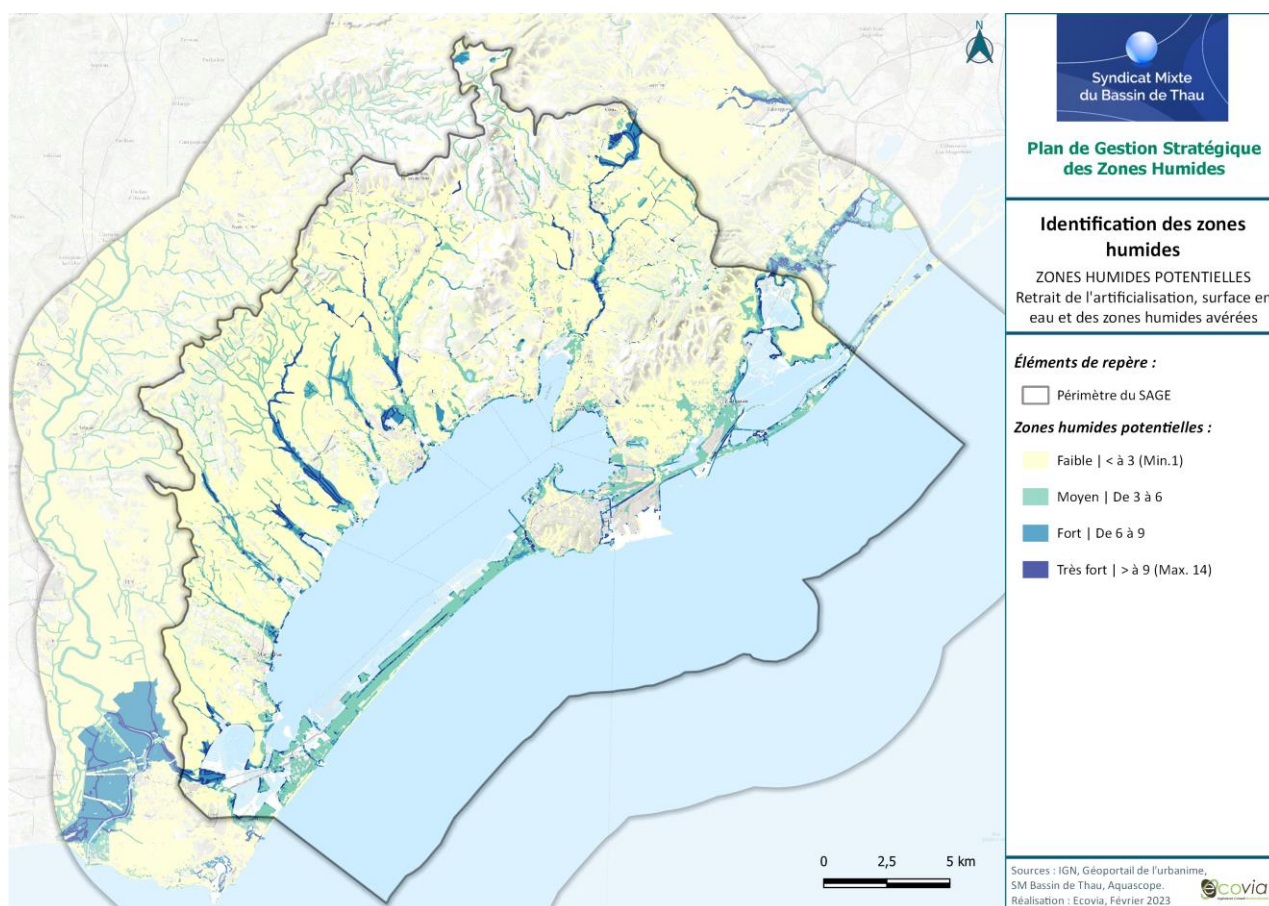 N
Syndicat Mixte
du Bassin de Thau
Plan de Gestion Stratégique
des Zones Humides
Identification des zones
humides
ZONES HUMIDES POTENTIELLES
Retrait de l'artificialisation, surface en
eau et des zones humides avérées
Éléments de repère :
Périmètre du SAGE
Zones humides potentielles :
Faible | < à 3 (Min.1)
Moyen | De 3 à 6
Fort | De 6 à 9
Très fort | > à 9 (Max. 14)
0 2,5 5 km
Sources : IGN, Géoportail de l'urbanime,
SM Bassin de Thau, Aquascope.
Réalisation : Ecovia, Février 2023
ecovia